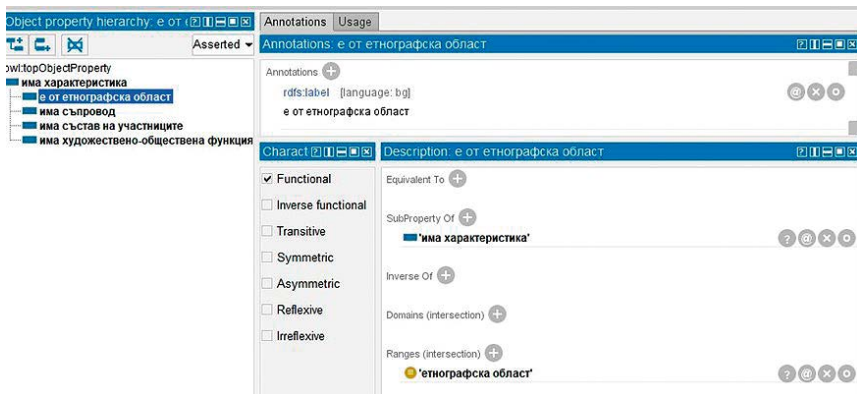 Object property hierarchy: е от е
Asserted
owl:topObjectProperty
има характеристика
е от етнографска област
има съпровод
има състав на участниците
има художествено-обществена функция
Annotations Usage
Annotations: е от етнографска област
Annotations
rdfs:label [language: bg]
е от етнографска област
Charact
Functional
Inverse functional
Transitive
Symmetric
Asymmetric
Reflexive
Irreflexive
Description: е от етнографска област
Equivalent To
SubProperty Of
'има характеристика'
Inverse Of
Domains (intersection)
Ranges (intersection)
'етнографска област'